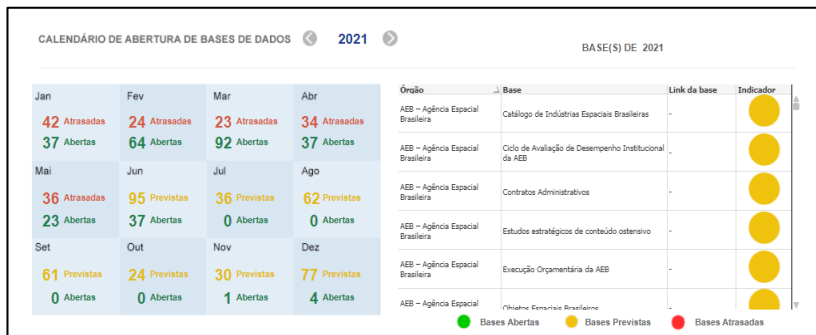 CALENDÁRIO DE ABERTURA DE BASES DE DADOS 2021
BASE(S) DE 2021
Jan Fev Mar Abr
42 Atrasadas 24 Atrasadas 23 Atrasadas 34 Atrasadas
37 Abertas 64 Abertas 92 Abertas 37 Abertas
Mai Jun Jul Ago
36 Atrasadas 95 Previstas 36 Previstas 62 Previstas
23 Abertas 37 Abertas 0 Abertas 0 Abertas
Set Out Nov Dez
61 Previstas 24 Previstas 30 Previstas 77 Previstas
0 Abertas 0 Abertas 1 Abertas 4 Abertas
Órgão Base Link da base Indicador
AEB – Agência Espacial
Brasileira
Catálogo de Indústrias Espaciais Brasileiras -
AEB – Agência Espacial
Brasileira
Ciclo de Avaliação de Desempenho Institucional
da AEB
-
AEB – Agência Espacial
Brasileira
Contratos Administrativos -
AEB – Agência Espacial
Brasileira
Estudos estratégicos de conteúdo ostensivo -
AEB – Agência Espacial
Brasileira
Execução Orçamentária da AEB -
AEB – Agência Espacial
Brasileira
Objetos Espaciais Brasileiros -
Bases Abertas Bases Previstas Bases Atrasadas